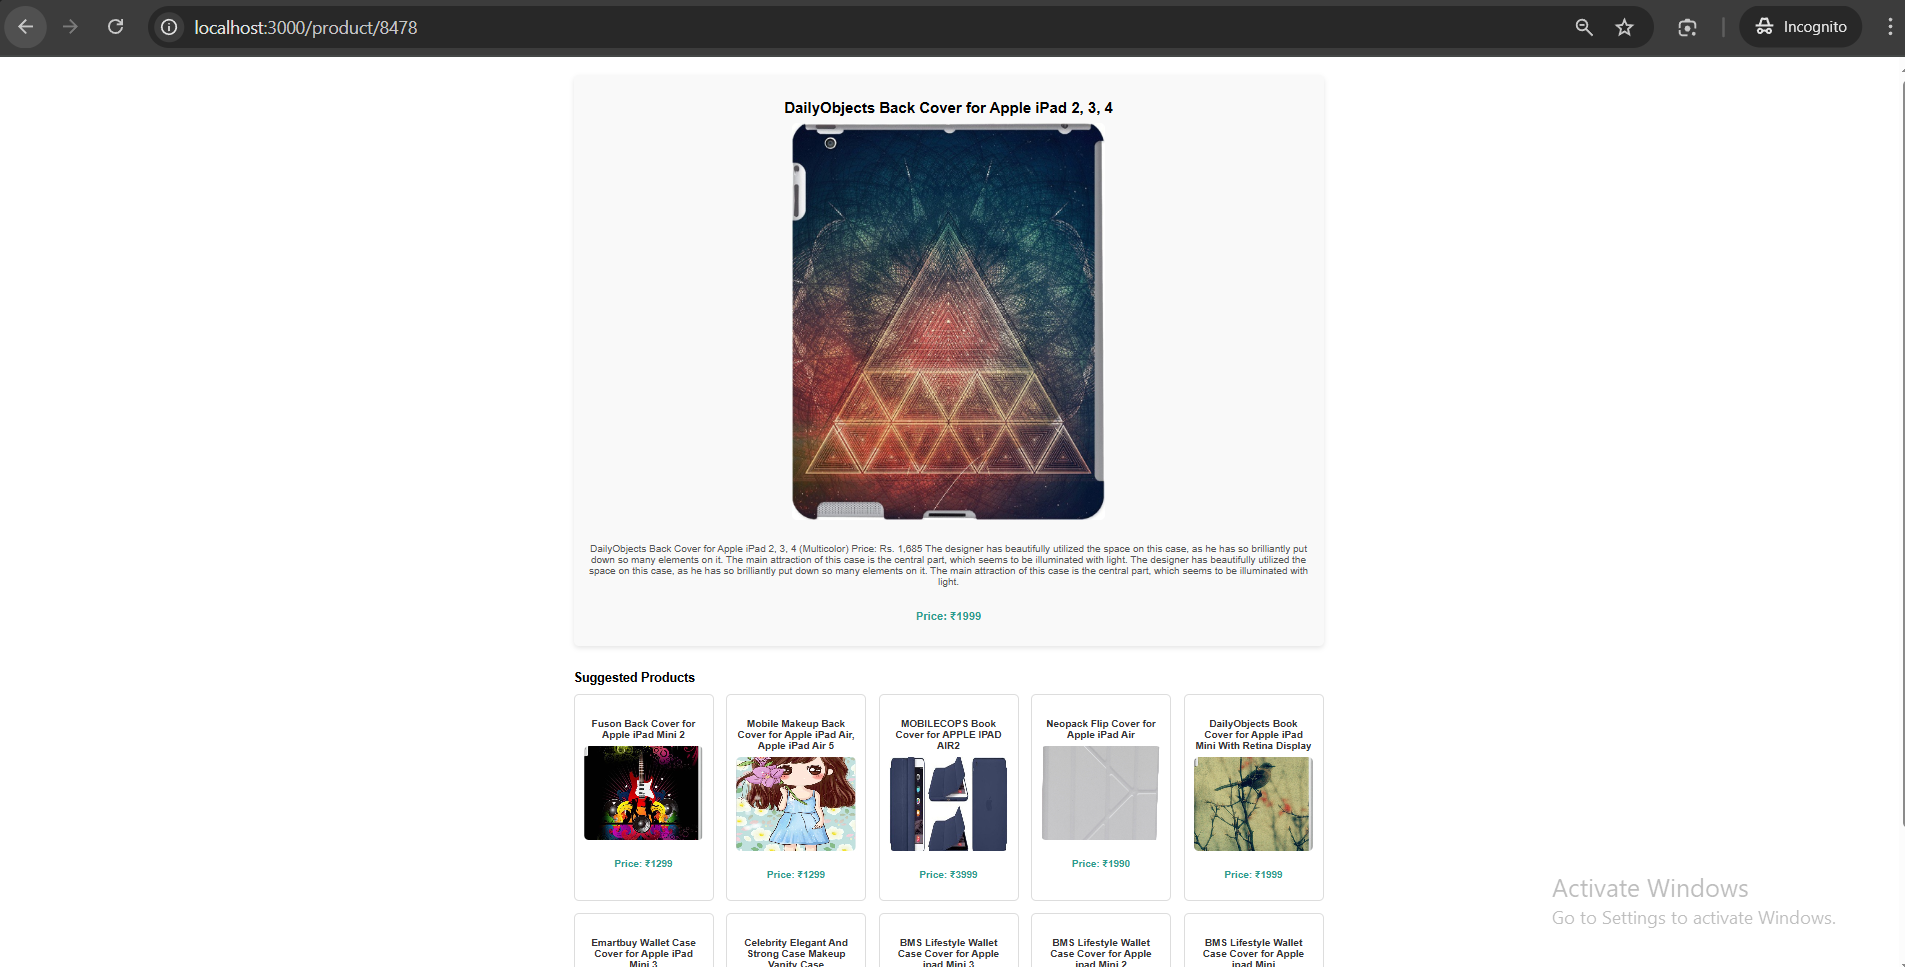 localhost:3000/product/8478
Incognito
DailyObjects Back Cover for Apple iPad 2, 3, 4
DailyObjects Back Cover for Apple iPad 2, 3, 4 (Multicolor) Price: Rs. 1,685 The designer has beautifully utilized the space on this case, as he has so brilliantly put
down so many elements on it. The main attraction of this case is the central part, which seems to be illuminated with light. The designer has beautifully utilized the
space on this case, as he has so brilliantly put down so many elements on it. The main attraction of this case is the central part, which seems to be illuminated with
light.
Price: ₹1999
Suggested Products
Fuson Back Cover for
Apple iPad Mini 2
Price: ₹1299
Mobile Makeup Back
Cover for Apple iPad Air,
Apple iPad Air 5
Price: ₹1299
MOBILECOPS Book
Cover for APPLE IPAD
AIR2
Price: ₹3999
Neopack Flip Cover for
Apple iPad Air
Price: ₹1990
DailyObjects Book
Cover for Apple iPad
Mini With Retina Display
Price: ₹1999
Emartbuy Wallet Case
Cover for Apple iPad
Mini 3
Celebrity Elegant And
Strong Case Makeup
Vanity Case
BMS Lifestyle Wallet
Case Cover for Apple
ipad Mini 3
BMS Lifestyle Wallet
Case Cover for Apple
ipad Mini 2
BMS Lifestyle Wallet
Case Cover for Apple
ipad Mini
Activate Windows
Go to Settings to activate Windows.